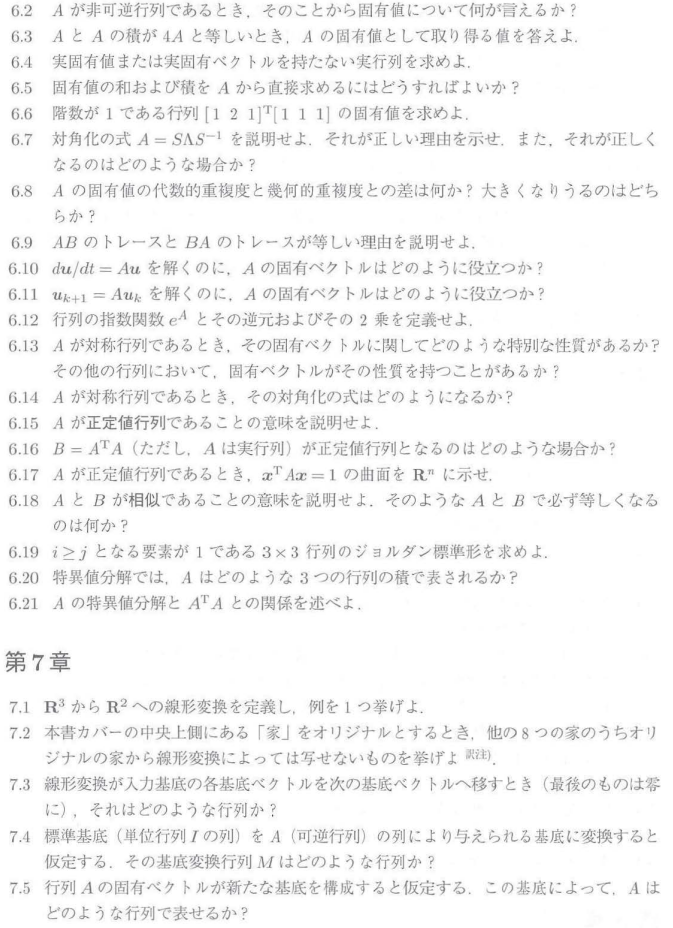 6.2 A が非可逆行列であるとき，そのことから固有値について何が言えるか？
6.3 A と A の積が 4A と等しいとき，A の固有値として取り得る値を答えよ．
6.4 実固有値または実固有ベクトルを持たない実行列を求めよ．
6.5 固有値の和および積を A から直接求めるにはどうすればよいか？
6.6 階数が 1 である行列 [1 2 1]ᵀ[1 1 1] の固有値を求めよ．
6.7 対角化の式 A = SΛS⁻¹ を説明せよ．それが正しい理由を示せ．また，それが正しく
なるのはどのような場合か？
6.8 A の固有値の代数的重複度と幾何的重複度との差は何か？大きくなりうるのはどち
らか？
6.9 AB のトレースと BA のトレースが等しい理由を説明せよ．
6.10 du/dt = Au を解くのに，A の固有ベクトルはどのように役立つか？
6.11 uₖ₊₁ = Auₖ を解くのに，A の固有ベクトルはどのように役立つか？
6.12 行列の指数関数 eᴬ とその逆元およびその 2 乗を定義せよ．
6.13 A が対称行列であるとき，その固有ベクトルに関してどのような特別な性質があるか？
その他の行列において，固有ベクトルがその性質を持つことがあるか？
6.14 A が対称行列であるとき，その対角化の式はどのようになるか？
6.15 A が正定値行列であることの意味を説明せよ．
6.16 B = AᵀA（ただし，A は実行列）が正定値行列となるのはどのような場合か？
6.17 A が正定値行列であるとき，xᵀAx = 1 の曲面を Rⁿ に示せ．
6.18 A と B が相似であることの意味を説明せよ．そのような A と B で必ず等しくなる
のは何か？
6.19 i ≥ j となる要素が 1 である 3×3 行列のジョルダン標準形を求めよ．
6.20 特異値分解では，A はどのような 3 つの行列の積で表されるか？
6.21 A の特異値分解と AᵀA との関係を述べよ．
第7章
7.1 R³ から R² への線形変換を定義し，例を 1 つ挙げよ．
7.2 本書カバーの中央上側にある「家」をオリジナルとするとき，他の 8 つの家のうちオリ
ジナルの家から線形変換によっては写せないものを挙げよ 訳注)．
7.3 線形変換が入力基底の各基底ベクトルを次の基底ベクトルへ移すとき（最後のものは零
に），それはどのような行列か？
7.4 標準基底（単位行列 I の列）を A（可逆行列）の列により与えられる基底に変換すると
仮定する．その基底変換行列 M はどのような行列か？
7.5 行列 A の固有ベクトルが新たな基底を構成すると仮定する．この基底によって，A は
どのような行列で表せるか？